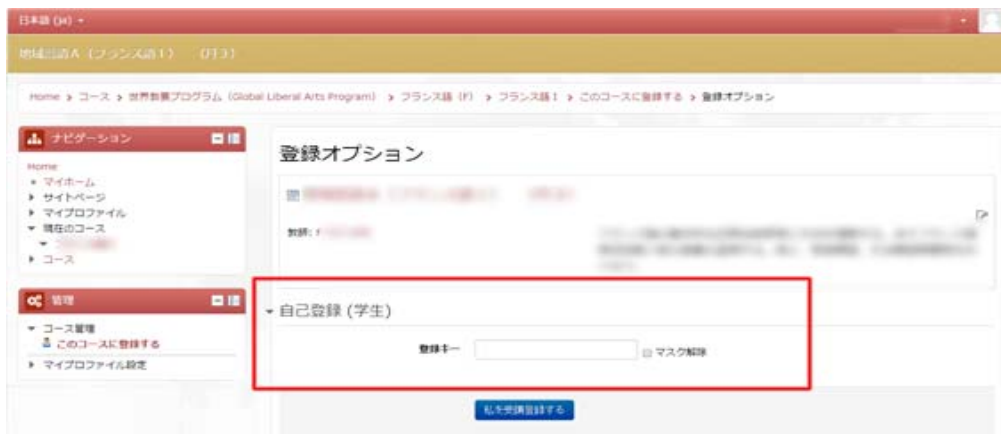 日本語 (ja)
地域言語A（フランス語1）　（月3）
Home > コース > 世界教養プログラム（Global Liberal Arts Program） > フランス語（F） > フランス語 I > このコースに登録する > 登録オプション
ナビゲーション
Home
マイホーム
サイトページ
マイプロファイル
現在のコース
コース
管理
コース管理
このコースに登録する
マイプロファイル設定
登録オプション
教師:
自己登録 (学生)
登録キー
マスク解除
私を受講登録する